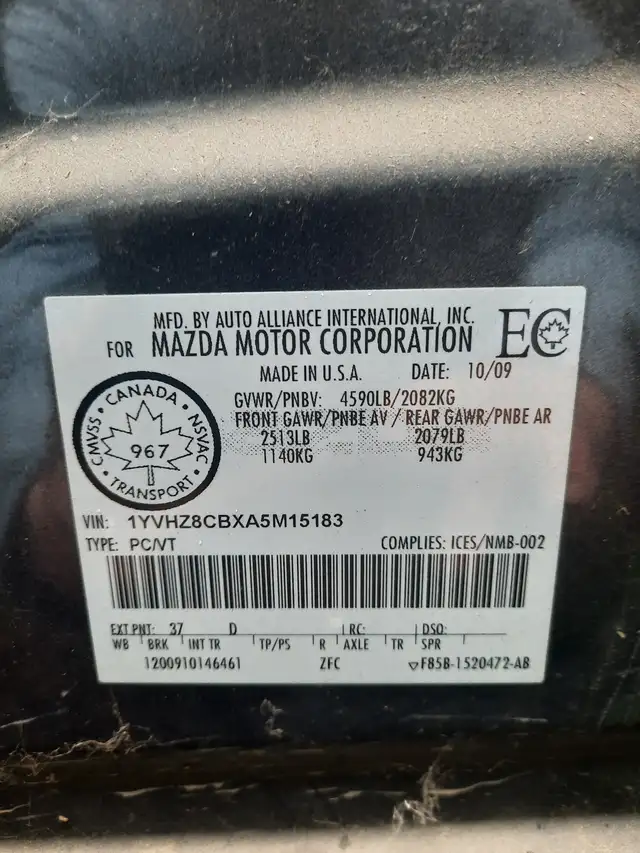 MFD. BY AUTO ALLIANCE INTERNATIONAL, INC.
FOR MAZDA MOTOR CORPORATION
EC
MADE IN U.S.A. DATE: 10/09
GVWR/PNBV: 4590LB/2082KG
FRONT GAWR/PNBE AV / REAR GAWR/PNBE AR
2513LB 2079LB
1140KG 943KG
CANADA
CMVSS NSVAC
967
TRANSPORT
VIN: 1YVHZ8CBXA5M15183
TYPE: PC/VT COMPLIES: ICES/NMB-002
EXT PNT: 37 D RC: DSO:
WB BRK INT TR TP/PS R AXLE TR SPR
1200910146461 ZFC F85B-1520472-AB